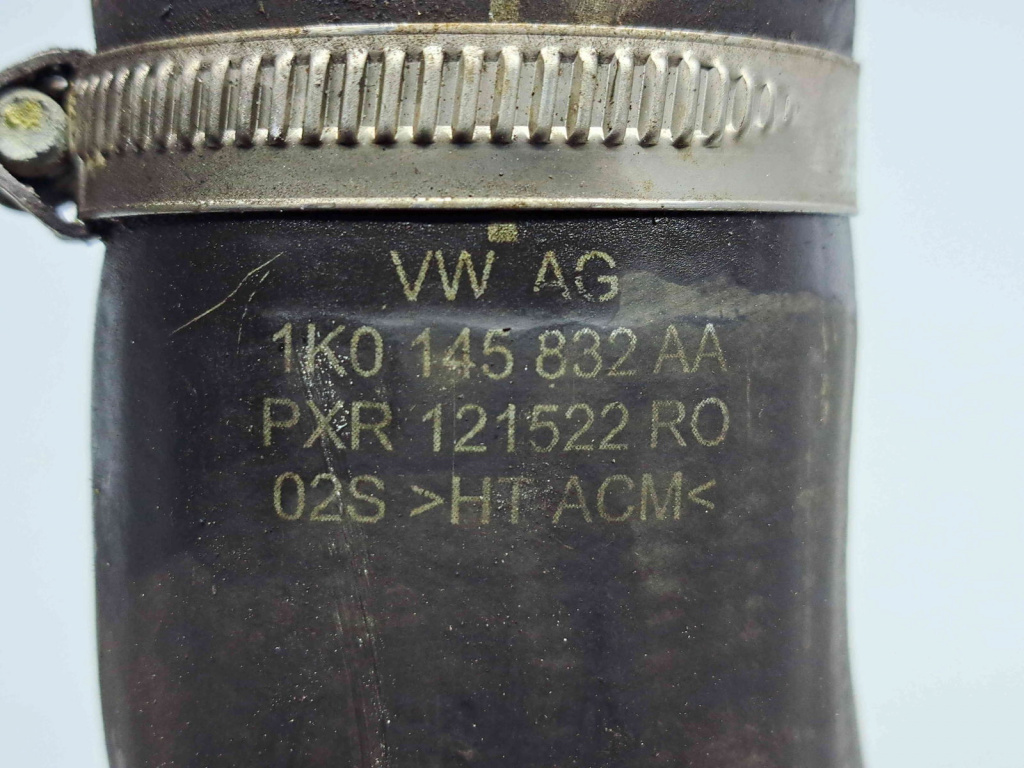 VW AG
1K0 145 832 AA
PXR 121522 RO
02S >HT ACM<